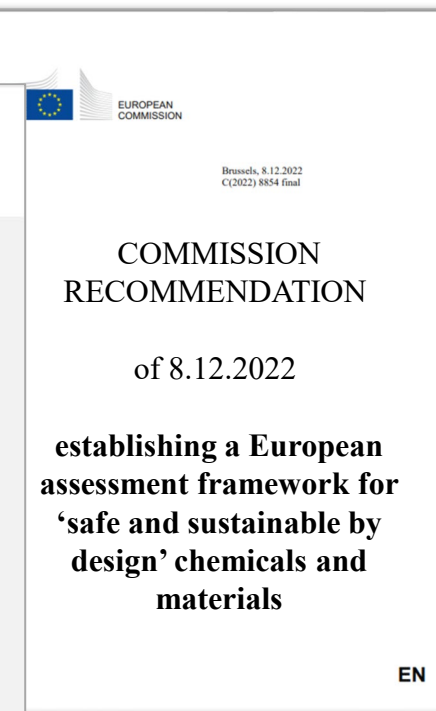 EUROPEAN
COMMISSION
Brussels, 8.12.2022
C(2022) 8854 final
COMMISSION
RECOMMENDATION
of 8.12.2022
establishing a European
assessment framework for
‘safe and sustainable by
design’ chemicals and
materials
EN